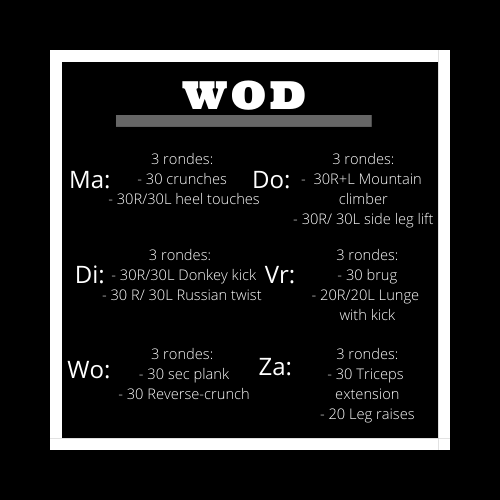 WOD
Ma:
3 rondes:
- 30 crunches
- 30R/30L heel touches
Di:
3 rondes:
- 30R/30L Donkey kick
- 30 R/ 30L Russian twist
Wo:
3 rondes:
- 30 sec plank
- 30 Reverse-crunch
Do:
3 rondes:
- 30R+L Mountain
climber
- 30R/ 30L side leg lift
Vr:
3 rondes:
- 30 brug
- 20R/20L Lunge
with kick
Za:
3 rondes:
- 30 Triceps
extension
- 20 Leg raises